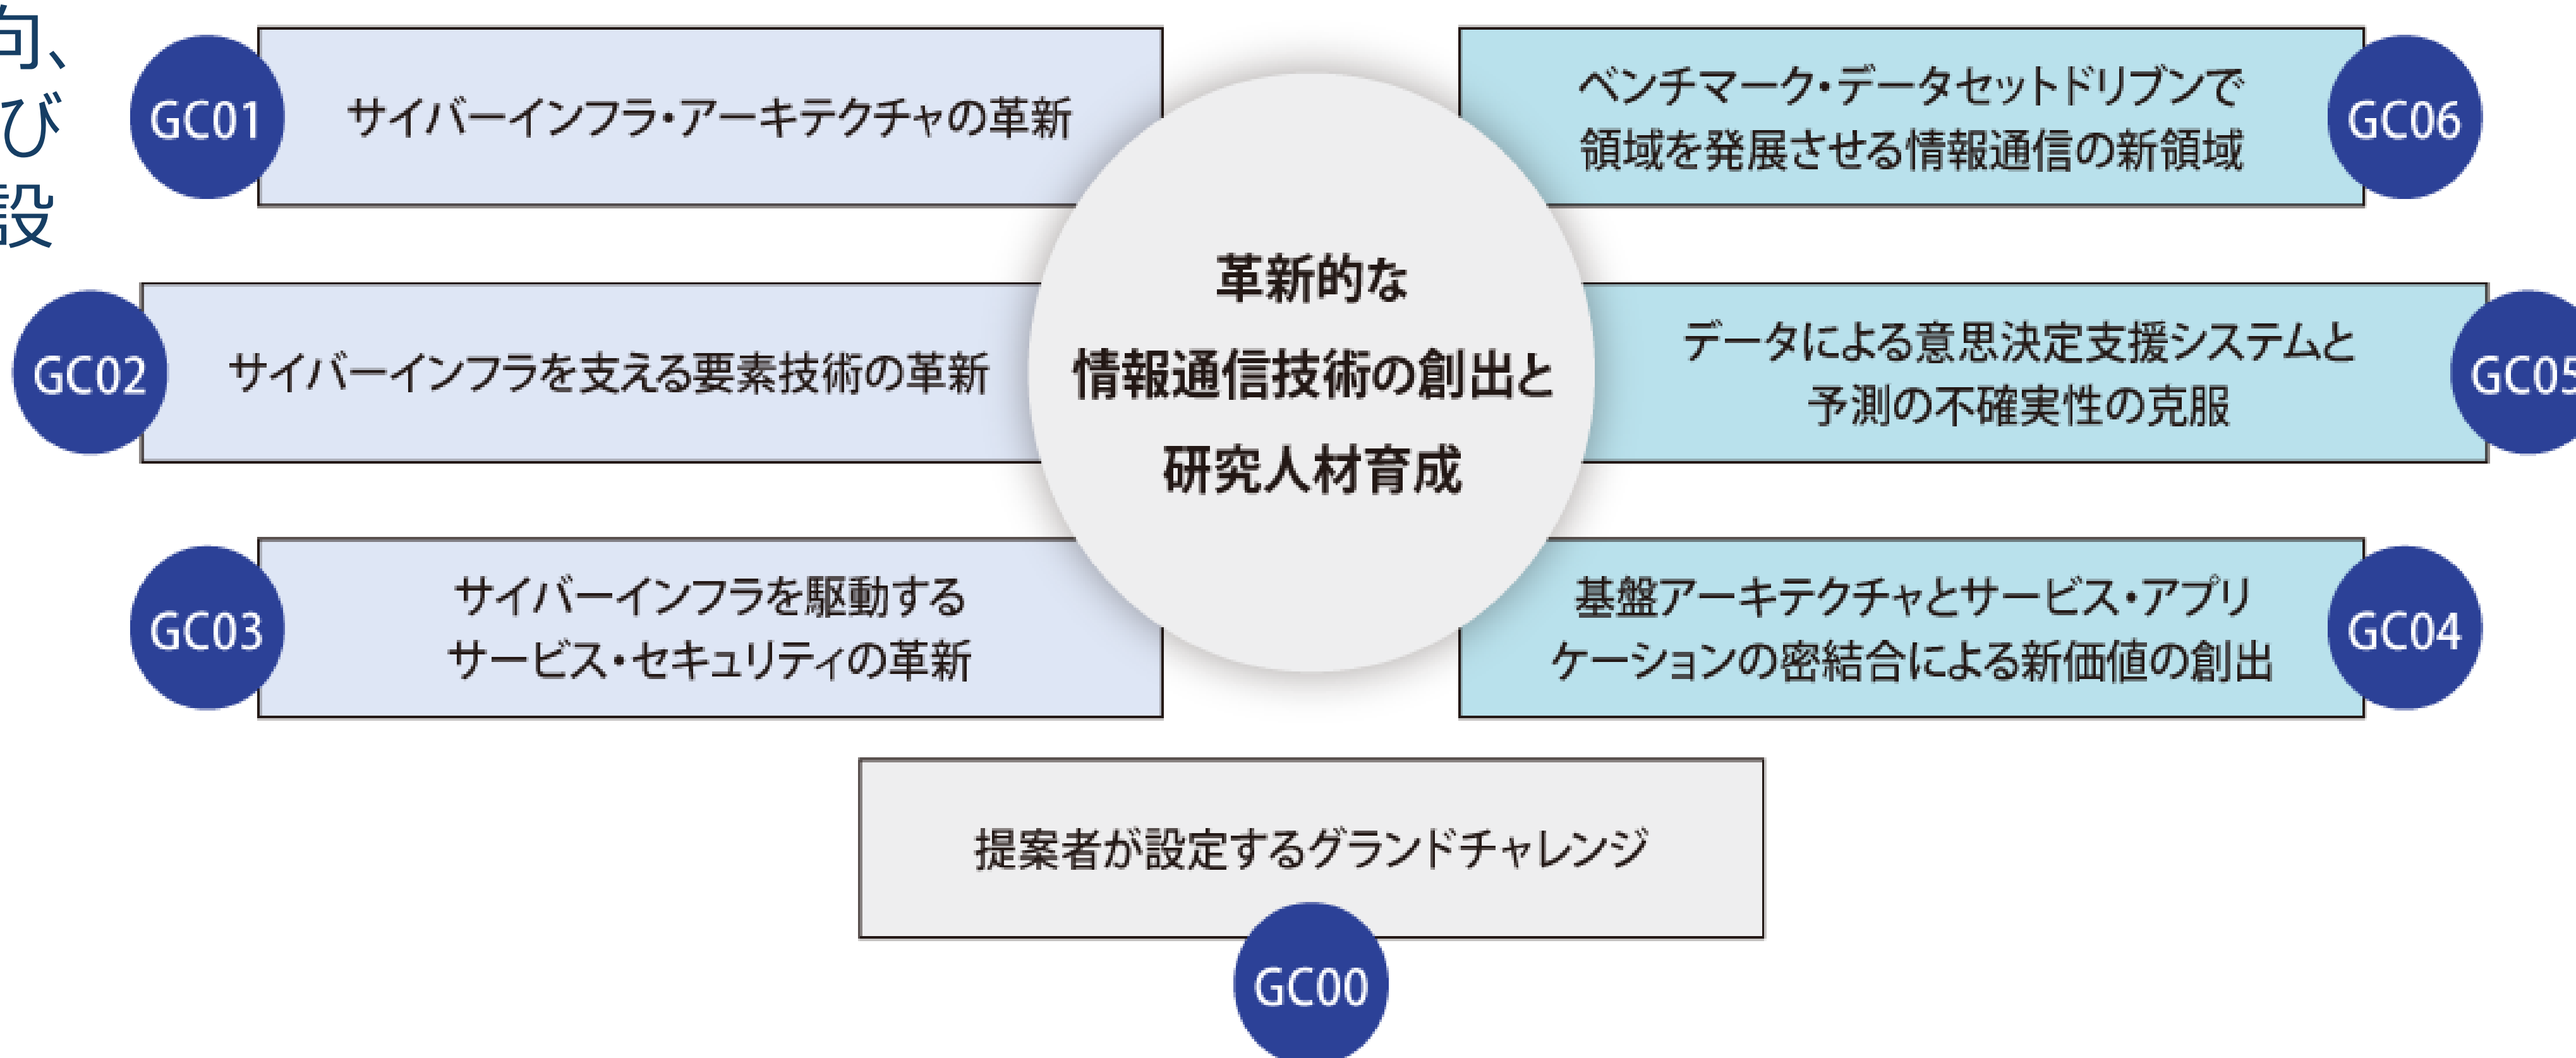 向、
び
設
GC01
サイバーインフラ・アーキテクチャの革新
GC02
サイバーインフラを支える要素技術の革新
GC03
サイバーインフラを駆動する
サービス・セキュリティの革新
革新的な
情報通信技術の創出と
研究人材育成
ベンチマーク・データセットドリブンで
領域を発展させる情報通信の新領域
GC06
データによる意思決定支援システムと
予測の不確実性の克服
GC05
基盤アーキテクチャとサービス・アプリ
ケーションの密結合による新価値の創出
GC04
提案者が設定するグランドチャレンジ
GC00